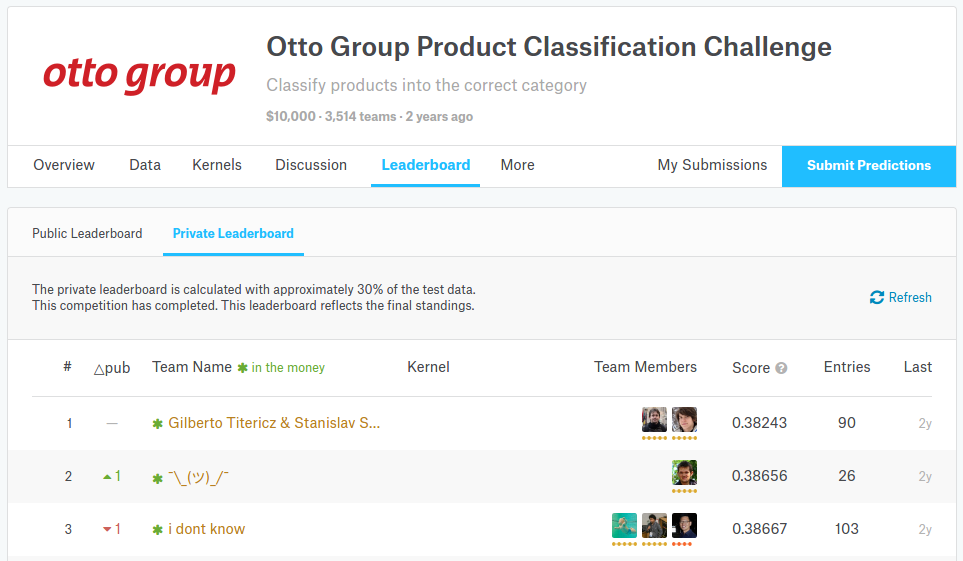 otto group
Otto Group Product Classification Challenge
Classify products into the correct category
$10,000 · 3,514 teams · 2 years ago
Overview Data Kernels Discussion Leaderboard More My Submissions Submit Predictions
Public Leaderboard Private Leaderboard
The private leaderboard is calculated with approximately 30% of the test data.
This competition has completed. This leaderboard reflects the final standings.
Refresh
# △pub Team Name ✱ in the money Kernel Team Members Score ? Entries Last
1 — ✱ Gilberto Titericz & Stanislav S... 0.38243 90 2y
2 ▲1 ✱ ¯\_(ツ)_/¯ 0.38656 26 2y
3 ▼1 ✱ i dont know 0.38667 103 2y